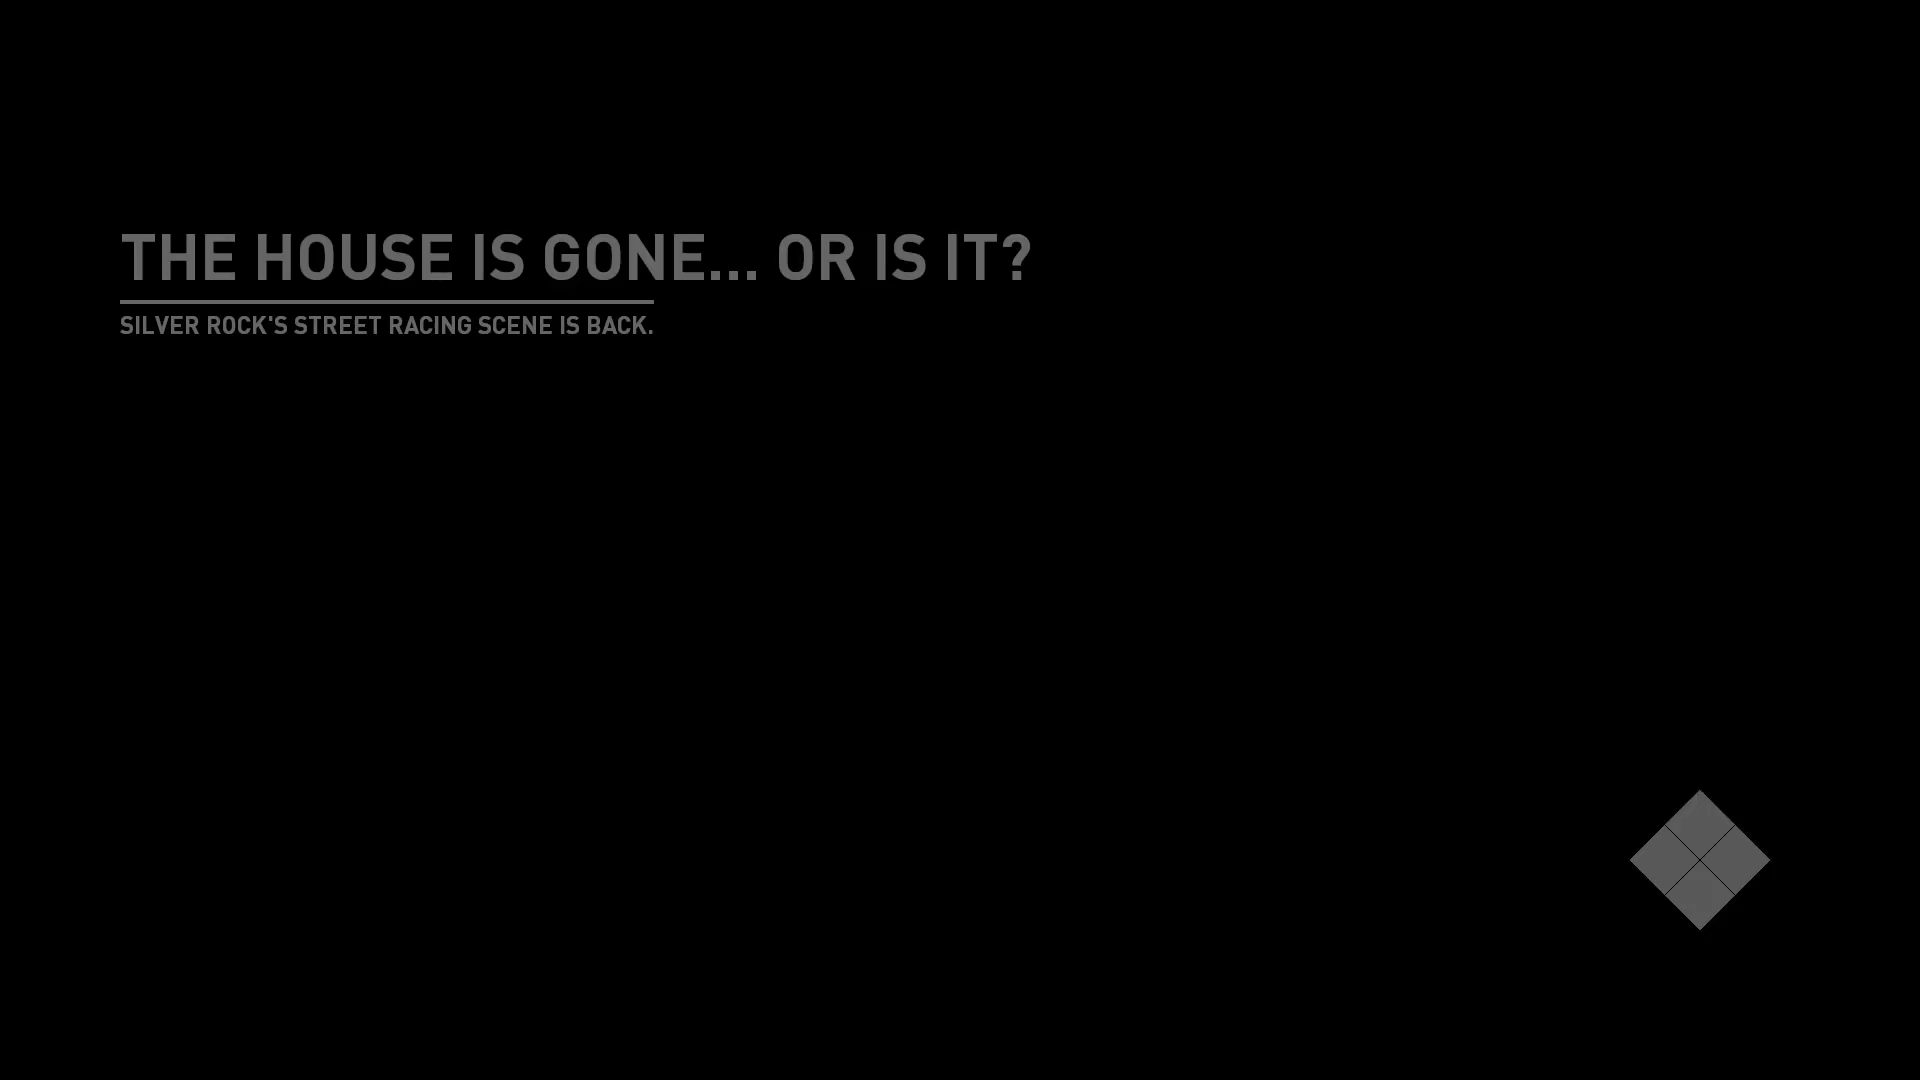 THE HOUSE IS GONE... OR IS IT?
SILVER ROCK'S STREET RACING SCENE IS BACK.